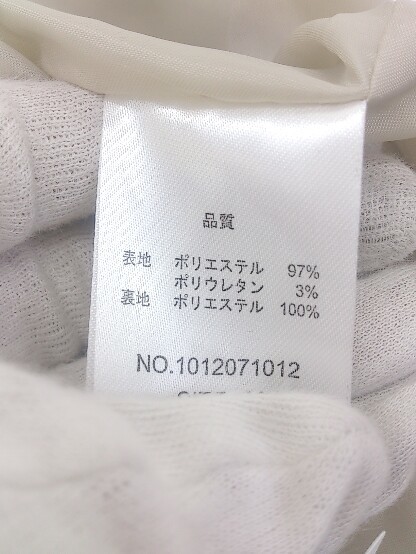 品質
表地 ポリエステル 97%
ポリウレタン 3%
裏地 ポリエステル 100%
NO.1012071012